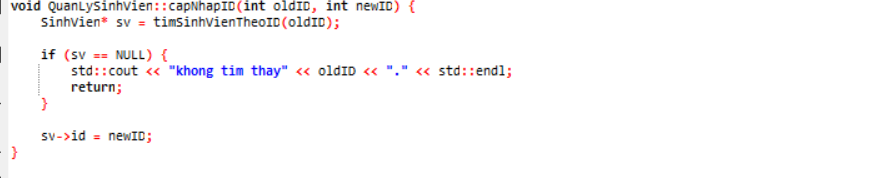 void QuanLySinhVien::capNhapID(int oldID, int newID) {
SinhVien* sv = timSinhVienTheoID(oldID);
if (sv == NULL) {
std::cout << "khong tim thay" << oldID << "." << std::endl;
return;
}
sv->id = newID;
}